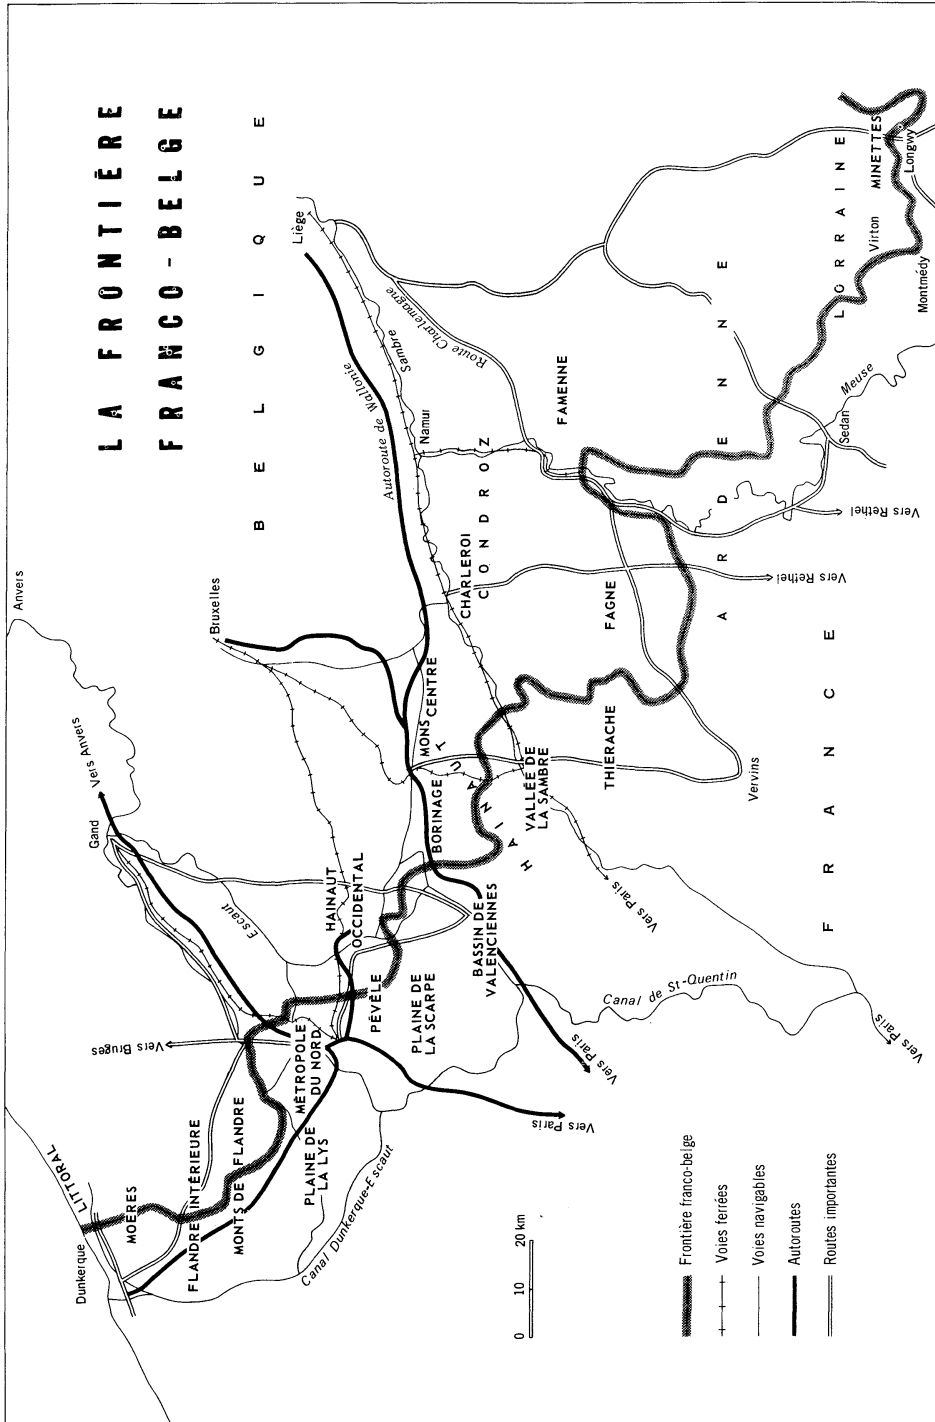 LA FRONTIÈRE
FRANCO-BELGE
BELGIQUE
Anvers
Vers Anvers
Gand
Bruxelles
Liège
LITTORAL
Dunkerque
MOERES
FLANDRE INTÉRIEURE
MONTS DE FLANDRE
Vers Bruges
Escaut
Autoroute de Wallonie
Sambre
Route Charlemagne
Namur
MÉTROPOLE
DU NORD
PLAINE DE
LA LYS
HAINAUT
OCCIDENTAL
PÉVÈLE
PLAINE DE
LA SCARPE
MONS
CENTRE
BORINAGE
CHARLEROI
CONDROZ
HAINAUT
BASSIN DE
VALENCIENNES
VALLÉE DE
LA SAMBRE
FAMENNE
FAGNE
THIERACHE
ARDENNE
Canal Dunkerque-Escaut
Canal de St-Quentin
Vers Paris
Vers Paris
Vers Paris
Vers Paris
Vervins
Vers Rethel
Vers Rethel
Sedan
Meuse
LORRAINE
MINETTES
Virton
Longwy
Montmédy
FRANCE
0 10 20 km
Frontière franco-belge
Voies ferrées
Voies navigables
Autoroutes
Routes importantes